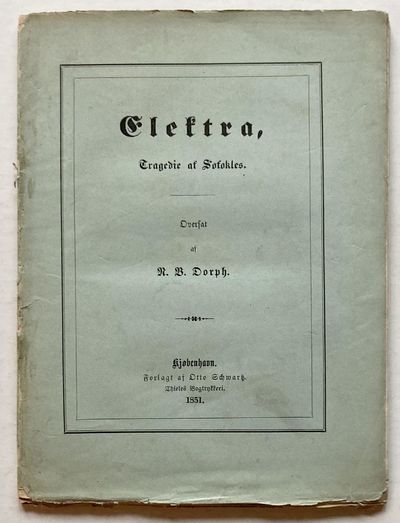 Elektra,
Tragedie af Sofokles.
Oversat
af
N. V. Dorph.
Kjøbenhavn.
Forlagt af Otto Schwartz.
Thieles Bogtrykkeri.
1851.